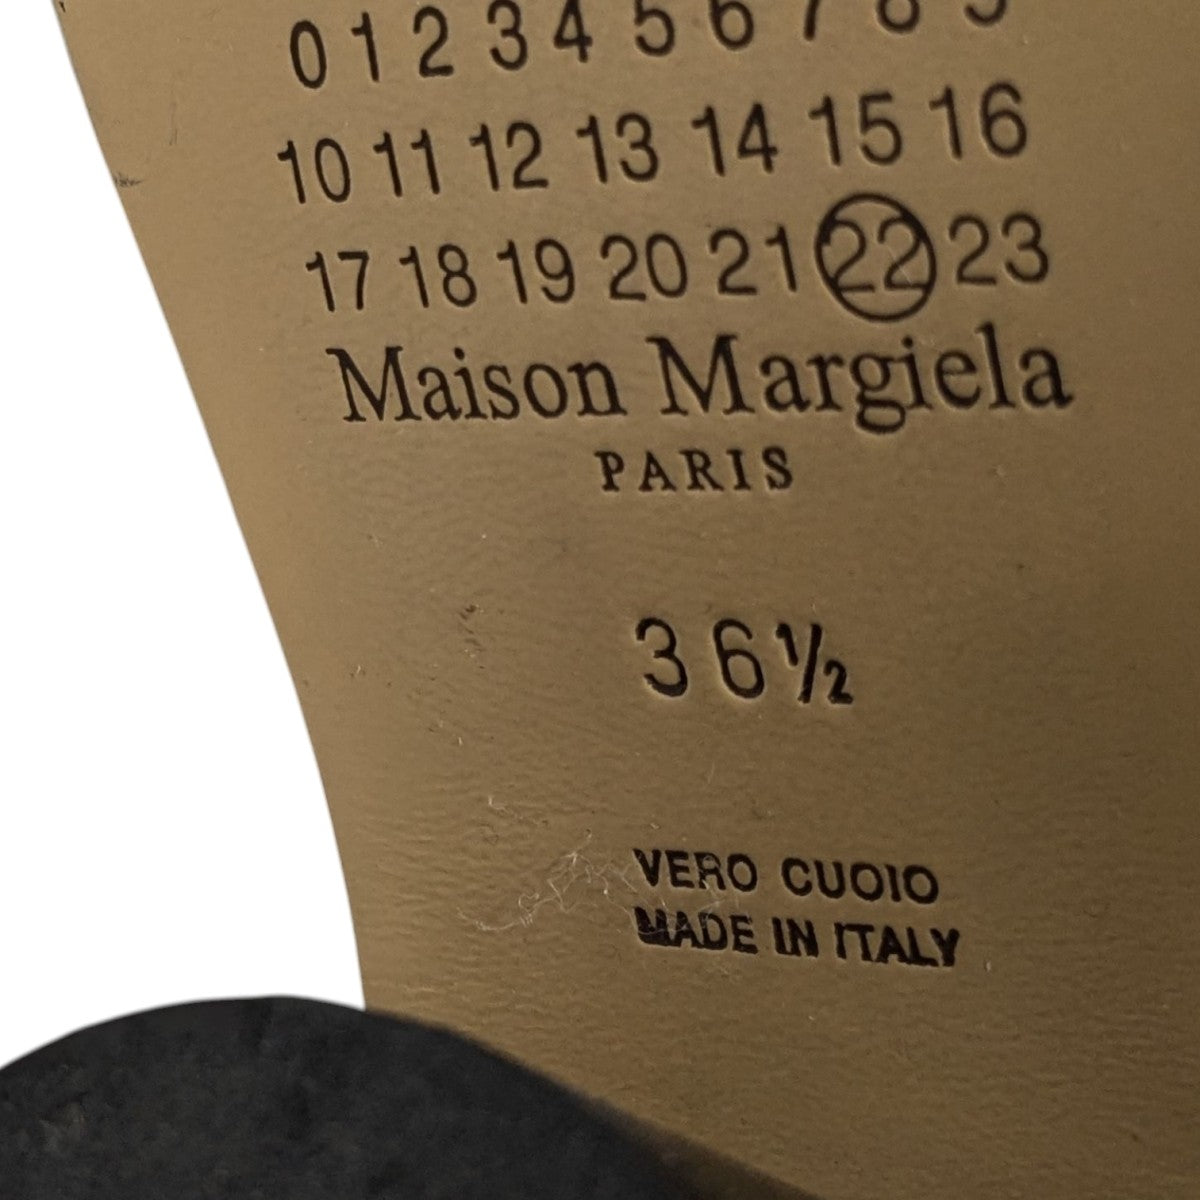 0 1 2 3 4 5 6 7 8 9
10 11 12 13 14 15 16
17 18 19 20 21 22 23
Maison Margiela
PARIS
36½
VERO CUOIO
MADE IN ITALY